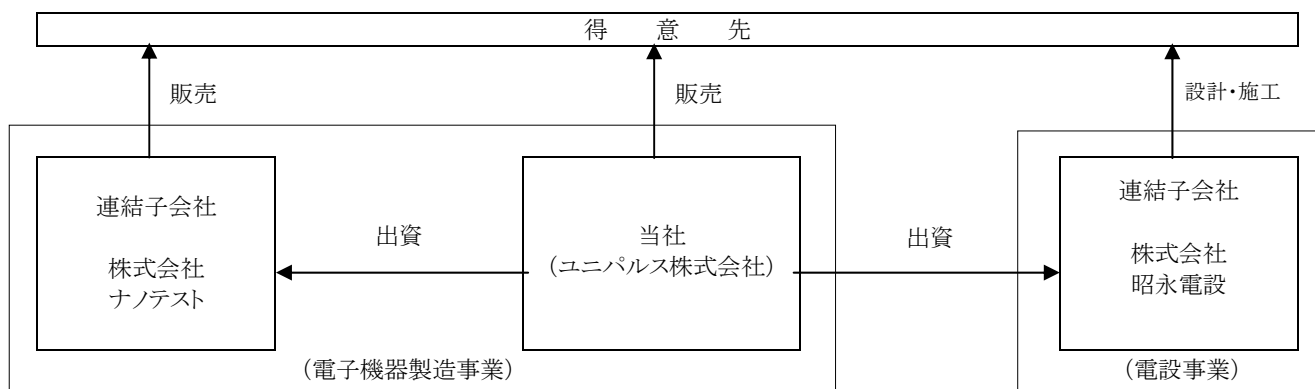 得 意 先
販売
販売
設計・施工
連結子会社
株式会社
ナノテスト
出資
当社
(ユニパルス株式会社)
出資
連結子会社
株式会社
昭永電設
(電子機器製造事業)
(電設事業)